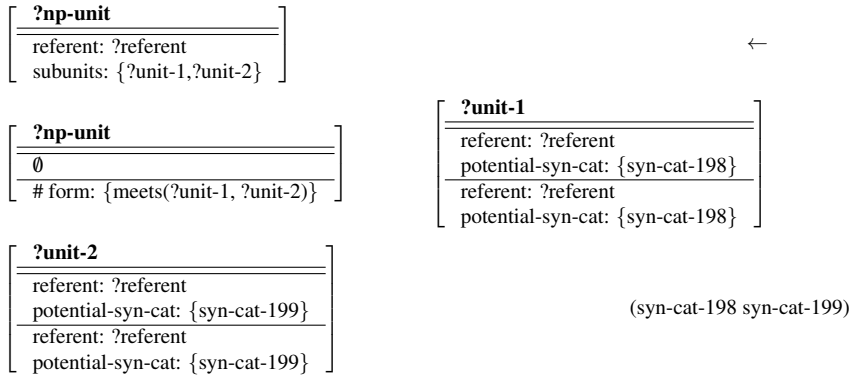 ?np-unit
referent: ?referent
subunits: {?unit-1,?unit-2}
←
?np-unit
∅
# form: {meets(?unit-1, ?unit-2)}
?unit-1
referent: ?referent
potential-syn-cat: {syn-cat-198}
referent: ?referent
potential-syn-cat: {syn-cat-198}
?unit-2
referent: ?referent
potential-syn-cat: {syn-cat-199}
referent: ?referent
potential-syn-cat: {syn-cat-199}
(syn-cat-198 syn-cat-199)